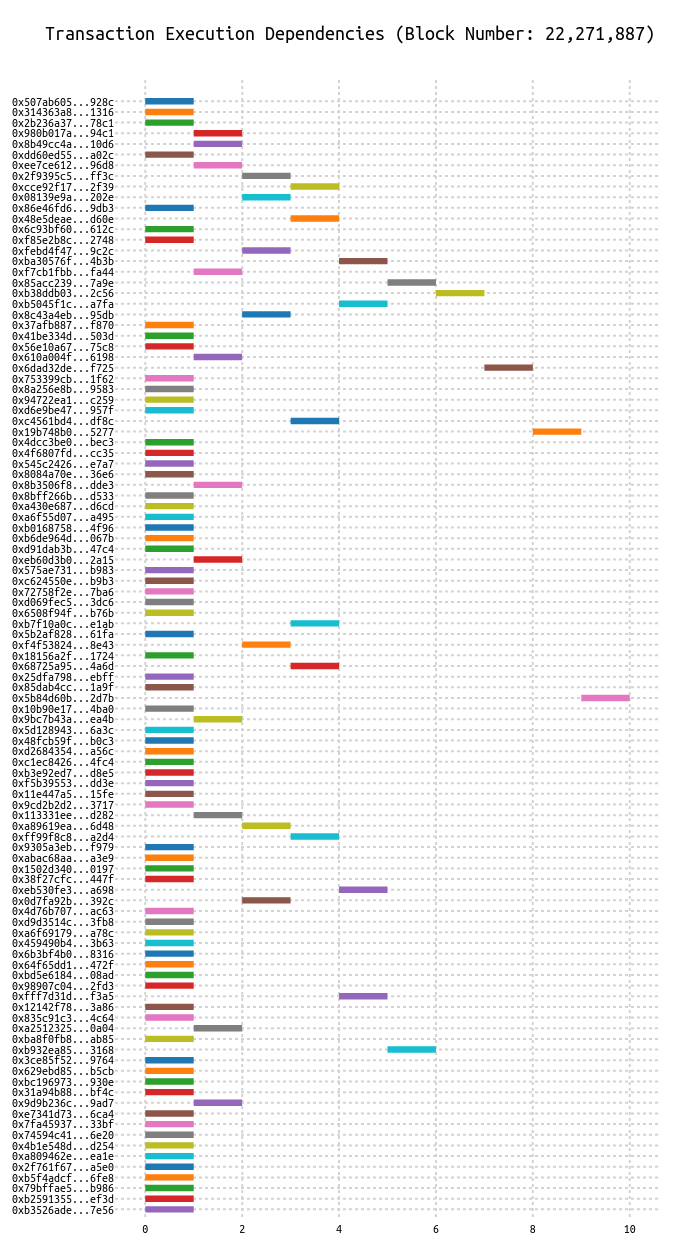 Transaction Execution Dependencies (Block Number: 22,271,887)
0x507ab605...928c
0x314363a8...1316
0x2b236a37...78c1
0x980b017a...94c1
0x8b49cc4a...10d6
0xdd60ed55...a02c
0xee7ce612...96d8
0x2f9395c5...ff3c
0xcce92f17...2f39
0x08139e9a...202e
0x86e46fd6...9db3
0x48e5deae...d60e
0x6c93bf60...612c
0xf85e2b8c...2748
0xfebd4f47...9c2c
0xba30576f...4b3b
0xf7cb1fbb...fa44
0x85acc239...7a9e
0xb38ddb03...2c56
0xb5045f1c...a7fa
0x8c43a4eb...95db
0x37afb887...f870
0x41be334d...503d
0x56e10a67...75c8
0x610a004f...6198
0x6dad32de...f725
0x753399cb...1f62
0x8a256e8b...9583
0x94722ea1...c259
0xd6e9be47...957f
0xc4561bd4...df8c
0x19b748b0...5277
0x4dcc3be0...bec3
0x4f6807fd...cc35
0x545c2426...e7a7
0x8084a70e...36e6
0x8b3506f8...dde3
0x8bff266b...d533
0xa430e687...d6cd
0xa6f55d07...a495
0xb0168758...4f96
0xb6de964d...067b
0xd91dab3b...47c4
0xeb60d3b0...2a15
0x575ae731...b983
0xc624550e...b9b3
0x72758f2e...7ba6
0xd069fec5...3dc6
0x6508f94f...b76b
0xb7f10a0c...e1ab
0x5b2af828...61fa
0xf4f53824...8e43
0x18156a2f...1724
0x68725a95...4a6d
0x25dfa798...ebff
0x85dab4cc...1a9f
0x5b84d60b...2d7b
0x10b90e17...4ba0
0x9bc7b43a...ea4b
0x5d128943...6a3c
0x48fcb59f...b0c3
0xd2684354...a56c
0xc1ec8426...4fc4
0xb3e92ed7...d8e5
0xf5b39553...dd3e
0x11e447a5...15fe
0x9cd2b2d2...3717
0x113331ee...d282
0xa89619ea...6d48
0xff99f8c8...a2d4
0x9305a3eb...f979
0xabac68aa...a3e9
0x1502d340...0197
0x38f27cfc...447f
0xeb530fe3...a698
0x0d7fa92b...392c
0x4d76b707...ac63
0xd9d3514c...3fb8
0xa6f69179...a78c
0x459490b4...3b63
0x6b3bf4b0...8316
0x64f65dd1...472f
0xbd5e6184...08ad
0x98907c04...2fd3
0xfff7d31d...f3a5
0x12142f78...3a86
0x835c91c3...4c64
0xa2512325...0a04
0xba8f0fb8...ab85
0xb932ea85...3168
0x3ce85f52...9764
0x629ebd85...b5cb
0xbc196973...930e
0x31a94b88...bf4c
0x9d9b236c...9ad7
0xe7341d73...6ca4
0x7fa45937...33bf
0x74594c41...6e20
0x4b1e548d...d254
0xa809462e...ea1e
0x2f761f67...a5e0
0xb5f4adcf...6fe8
0x79bffae5...b986
0xb2591355...ef3d
0xb3526ade...7e56
0 2 4 6 8 10